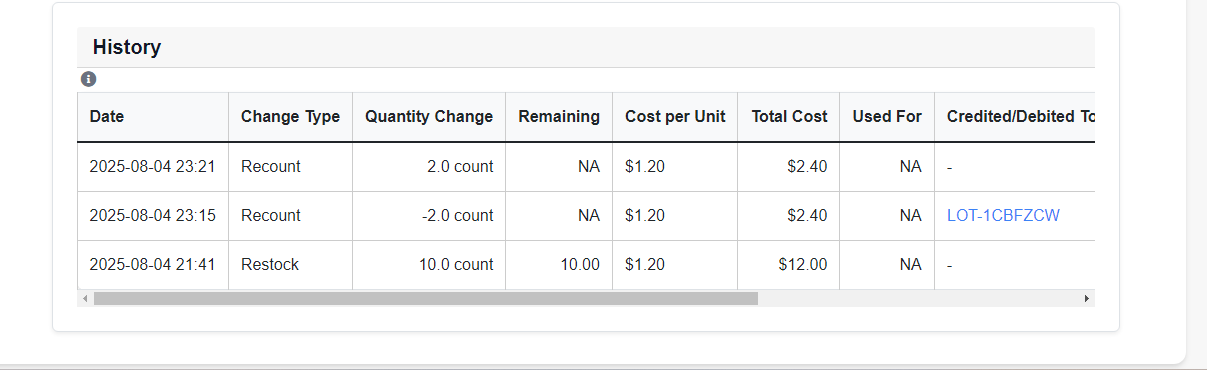 History
Date Change Type Quantity Change Remaining Cost per Unit Total Cost Used For Credited/Debited To
2025-08-04 23:21 Recount 2.0 count NA $1.20 $2.40 NA -
2025-08-04 23:15 Recount -2.0 count NA $1.20 $2.40 NA LOT-1CBFZCW
2025-08-04 21:41 Restock 10.0 count 10.00 $1.20 $12.00 NA -